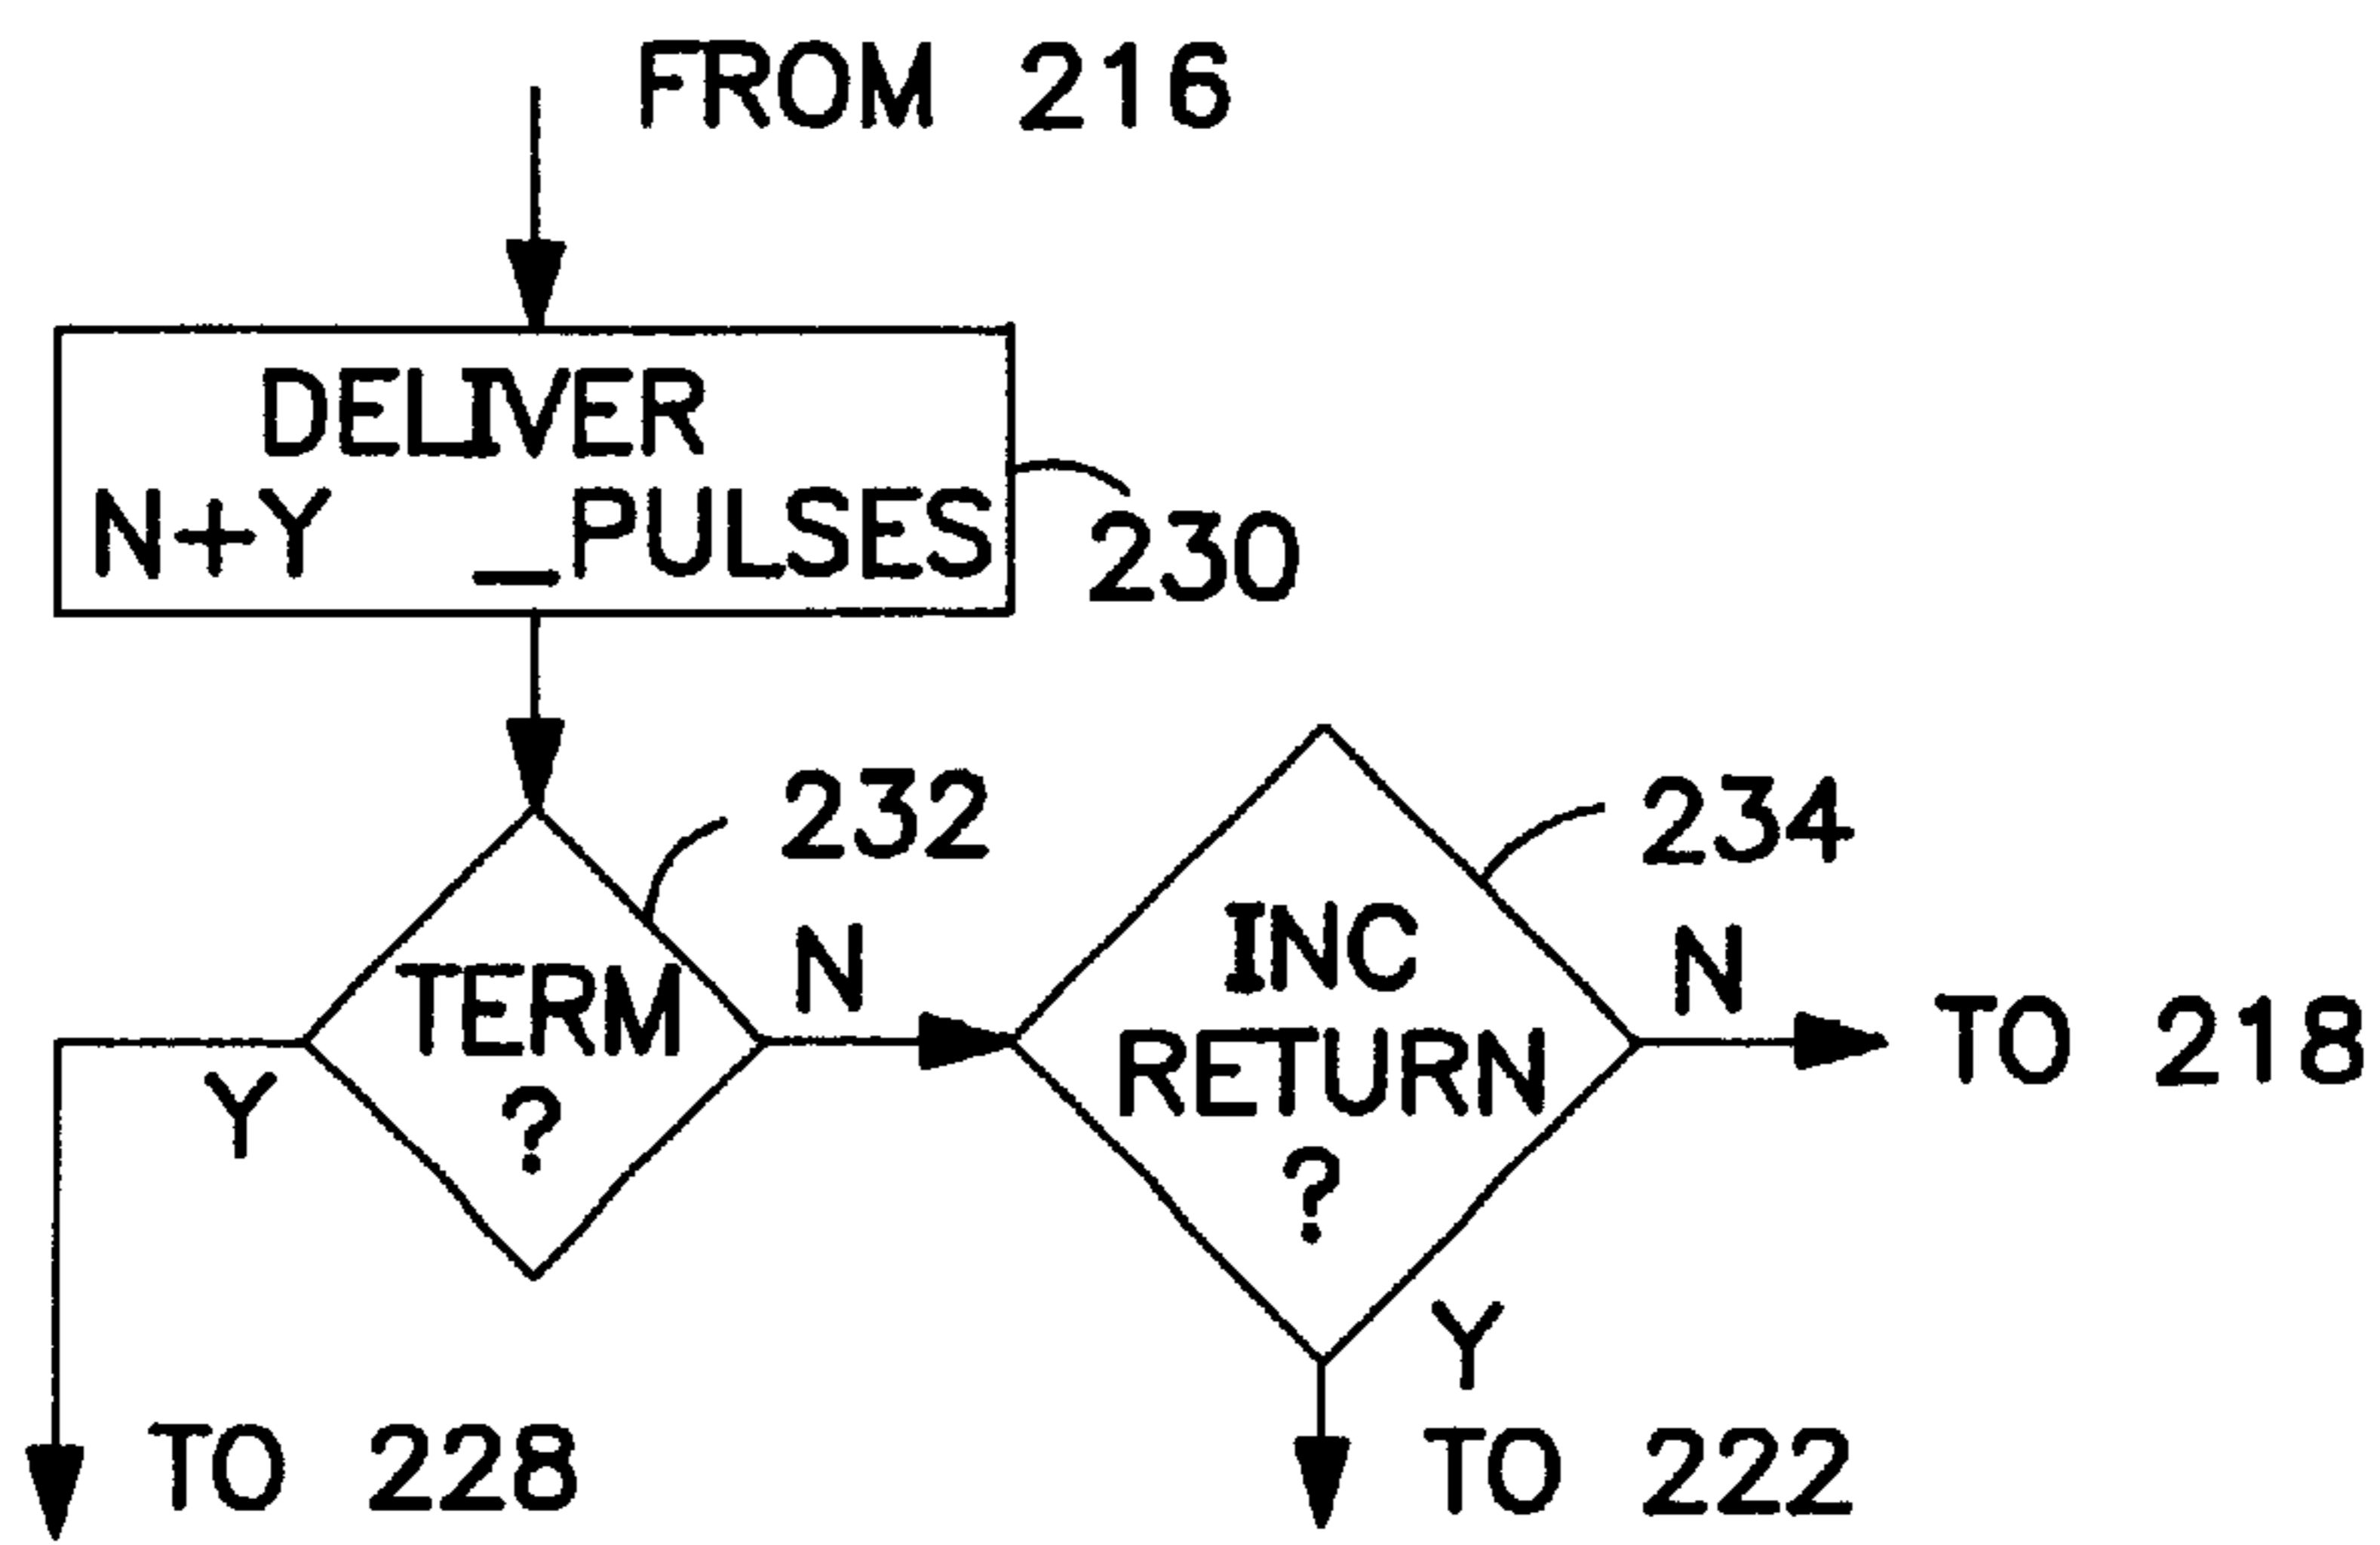 FROM 216
DELIVER
N+Y _PULSES
230
232
234
TERM
?
N
INC
RETURN
?
N
TO 218
Y
Y
TO 228
TO 222